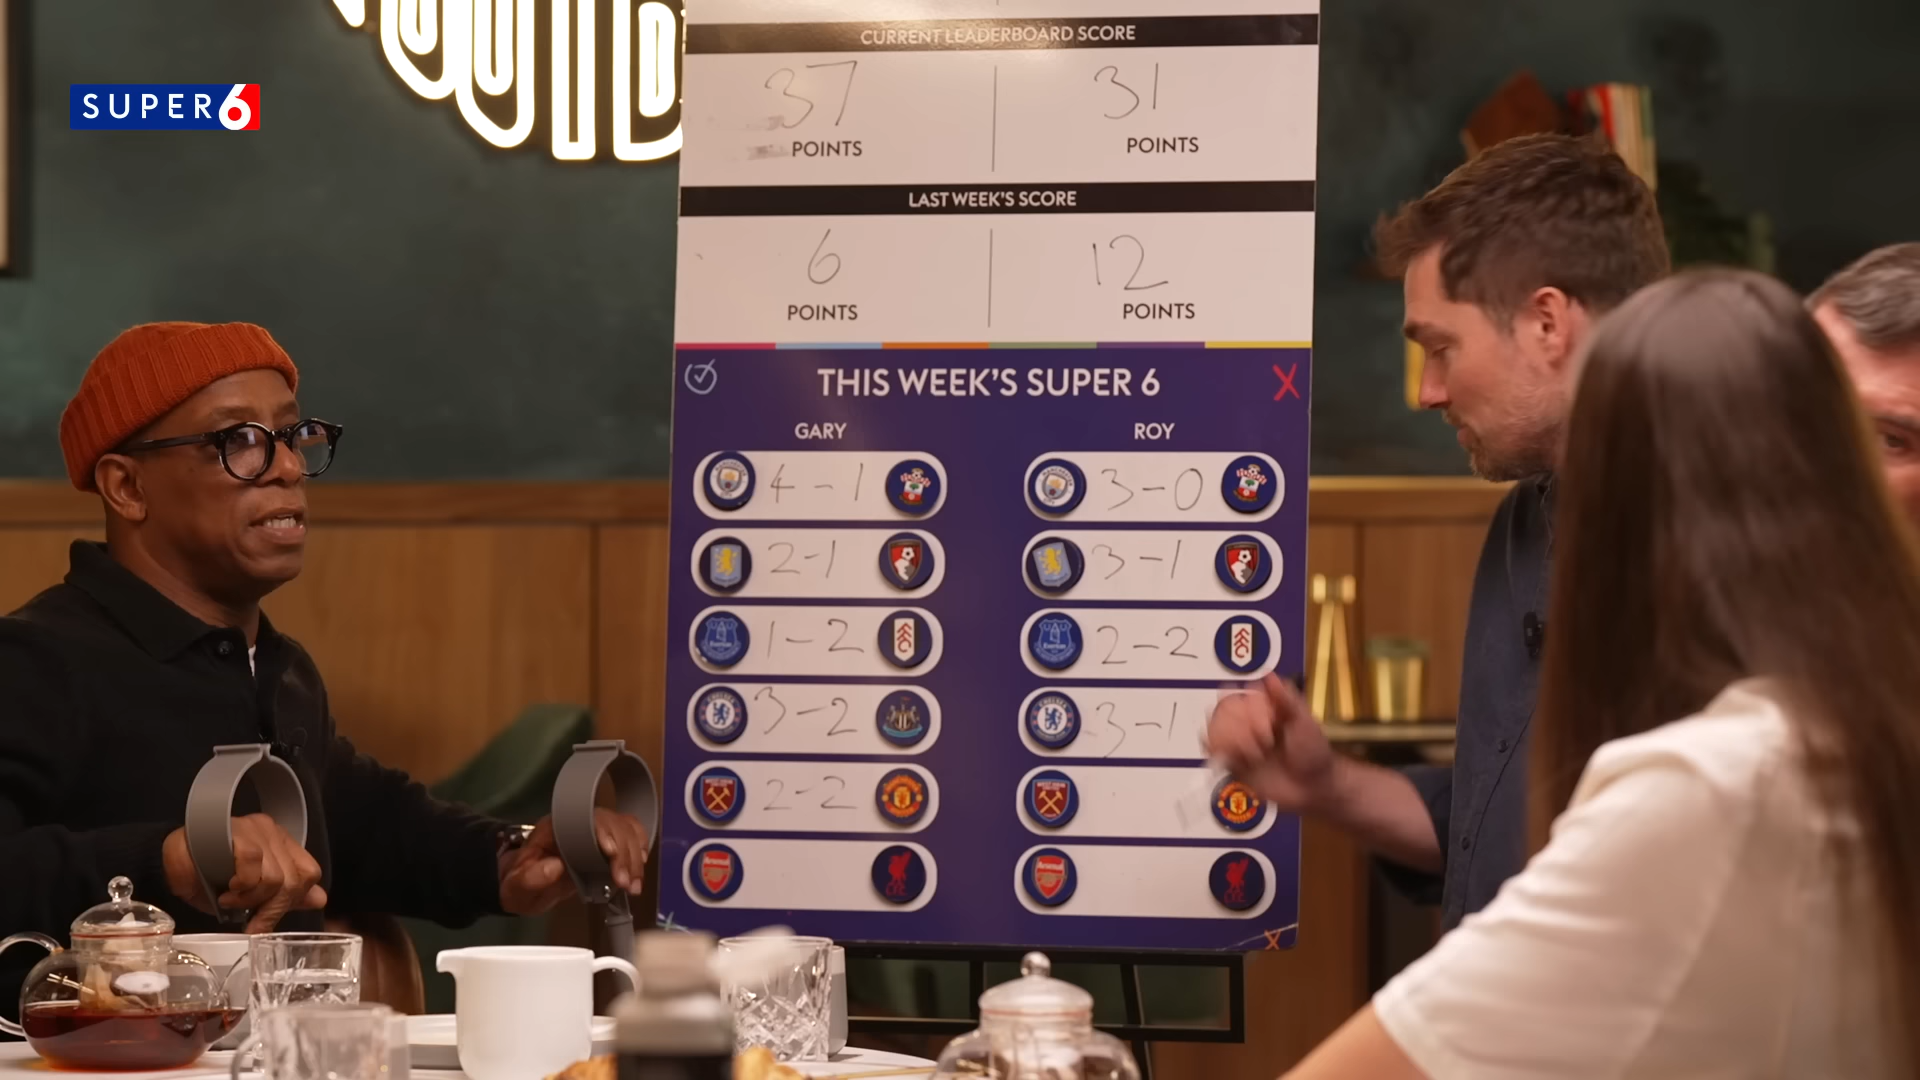 SUPER6
CURRENT LEADERBOARD SCORE
37 31
POINTS POINTS
LAST WEEK'S SCORE
6 12
POINTS POINTS
THIS WEEK'S SUPER 6
GARY ROY
4-1 3-0
2-1 3-1
1-2 2-2
3-2 3-1
2-2